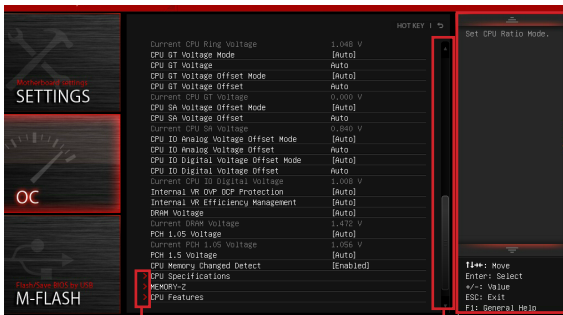 HOT KEY | ↰
Motherboard settings
SETTINGS
OC
Flash/Save BIOS by USB
M-FLASH
Current CPU Ring Voltage 1.048 V
CPU GT Voltage Mode [Auto]
CPU GT Voltage Auto
CPU GT Voltage Offset Mode [Auto]
CPU GT Voltage Offset Auto
Current CPU GT Voltage 0.000 V
CPU SA Voltage Offset Mode [Auto]
CPU SA Voltage Offset Auto
Current CPU SA Voltage 0.840 V
CPU IO Analog Voltage Offset Mode [Auto]
CPU IO Analog Voltage Offset Auto
CPU IO Digital Voltage Offset Mode [Auto]
CPU IO Digital Voltage Offset Auto
Current CPU IO Digital Voltage 1.008 V
Internal VR OVP OCP Protection [Auto]
Internal VR Efficiency Management [Auto]
DRAM Voltage [Auto]
Current DRAM Voltage 1.472 V
PCH 1.05 Voltage [Auto]
Current PCH 1.05 Voltage 1.056 V
PCH 1.5 Voltage [Auto]
CPU Memory Changed Detect [Enabled]
> CPU Specifications
> MEMORY-Z
> CPU Features
Set CPU Ratio Mode.
↑↓←→: Move
Enter: Select
+/-: Value
ESC: Exit
F1: General Help